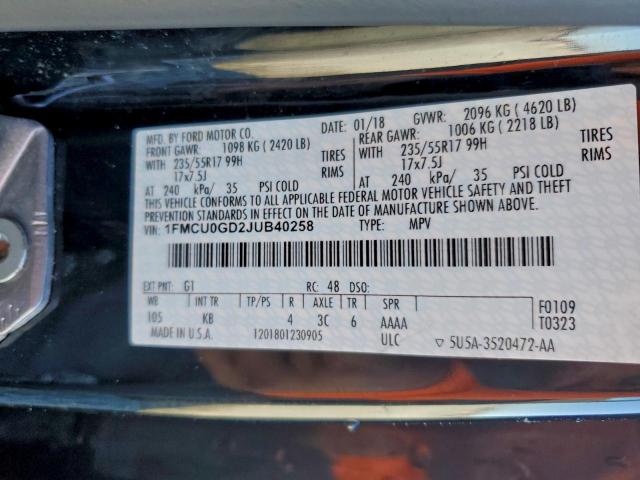 MFD. BY FORD MOTOR CO.
DATE: 01/18 GVWR: 2096 KG ( 4620 LB)
FRONT GAWR: 1098 KG ( 2420 LB)
REAR GAWR: 1006 KG ( 2218 LB)
WITH 235/55R17 99H TIRES
WITH 235/55R17 99H TIRES
17x7.5J RIMS
17x7.5J RIMS
AT 240 kPa/ 35 PSI COLD
AT 240 kPa/ 35 PSI COLD
THIS VEHICLE CONFORMS TO ALL APPLICABLE FEDERAL MOTOR VEHICLE SAFETY AND THEFT
PREVENTION STANDARDS IN EFFECT ON THE DATE OF MANUFACTURE SHOWN ABOVE.
VIN: 1FMCU0GD2JUB40258 TYPE: MPV
EXT PNT: G1 RC: 48 DSO:
WB INT TR TP/PS R AXLE TR SPR
105 KB 4 3C 6 AAAA
F0109
T0323
MADE IN U.S.A. 1201801230905 ULC ▽ 5U5A-3520472-AA